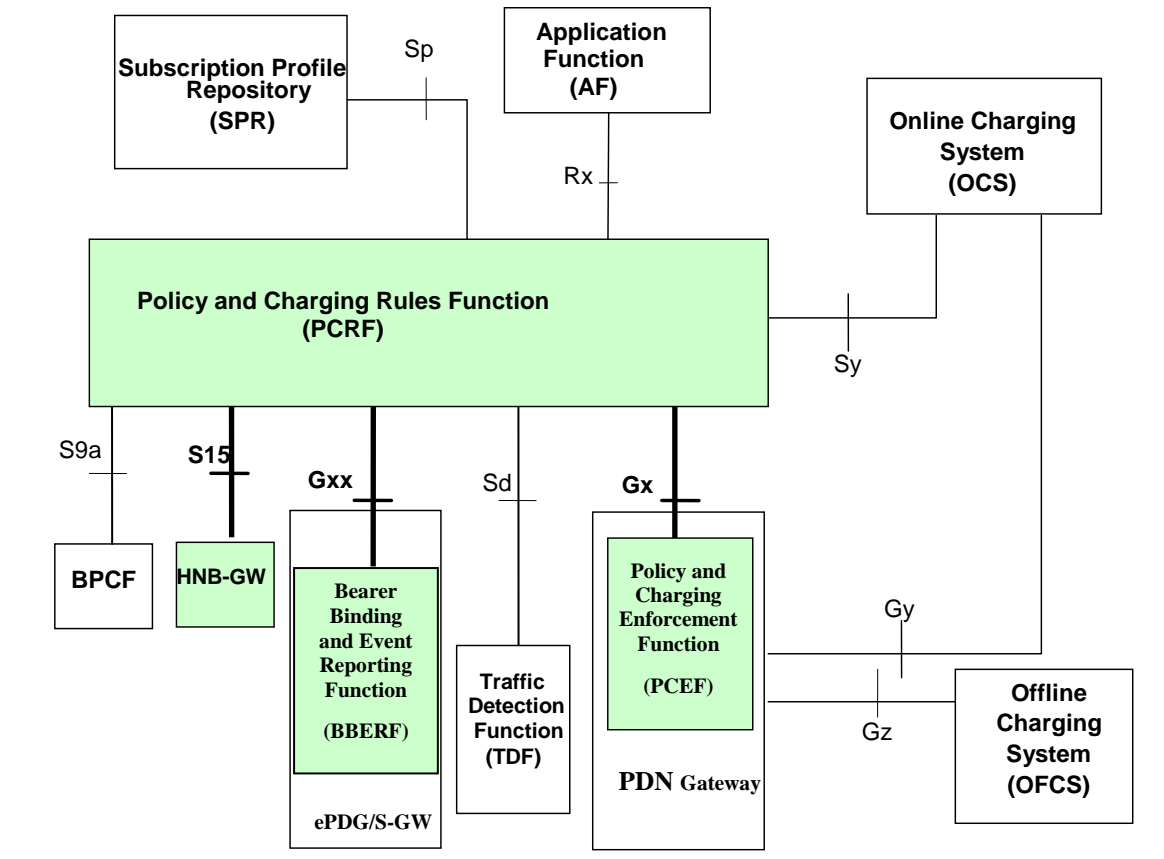 Subscription Profile
Repository
(SPR)
Sp
Application
Function
(AF)
Rx
Online Charging
System
(OCS)
Policy and Charging Rules Function
(PCRF)
Sy
S9a
S15
Gxx
Sd
Gx
BPCF
HNB-GW
Bearer
Binding
and Event
Reporting
Function
(BBERF)
ePDG/S-GW
Traffic
Detection
Function
(TDF)
Policy and
Charging
Enforcement
Function
(PCEF)
PDN Gateway
Gy
Gz
Offline
Charging
System
(OFCS)